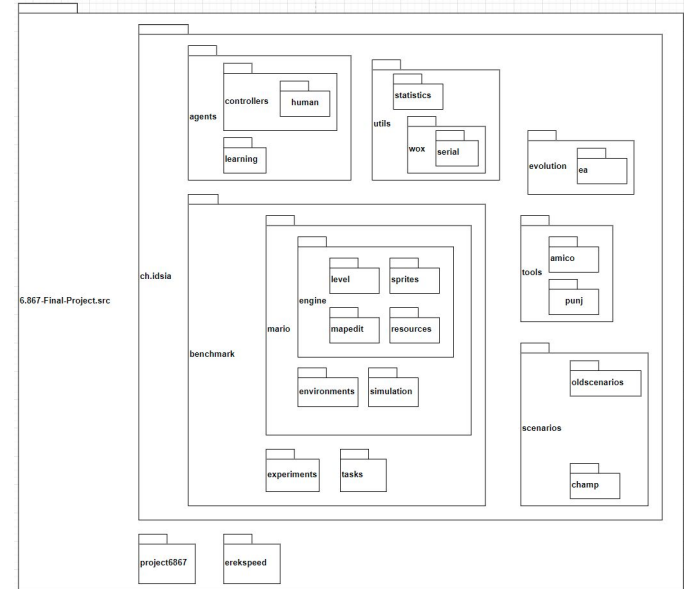 6.867-Final-Project.src
ch.idsia
agents
controllers
human
learning
utils
statistics
wox
serial
evolution
ea
benchmark
mario
engine
level
sprites
mapedit
resources
environments
simulation
experiments
tasks
tools
amico
punj
scenarios
oldscenarios
champ
project6867
erekspeed